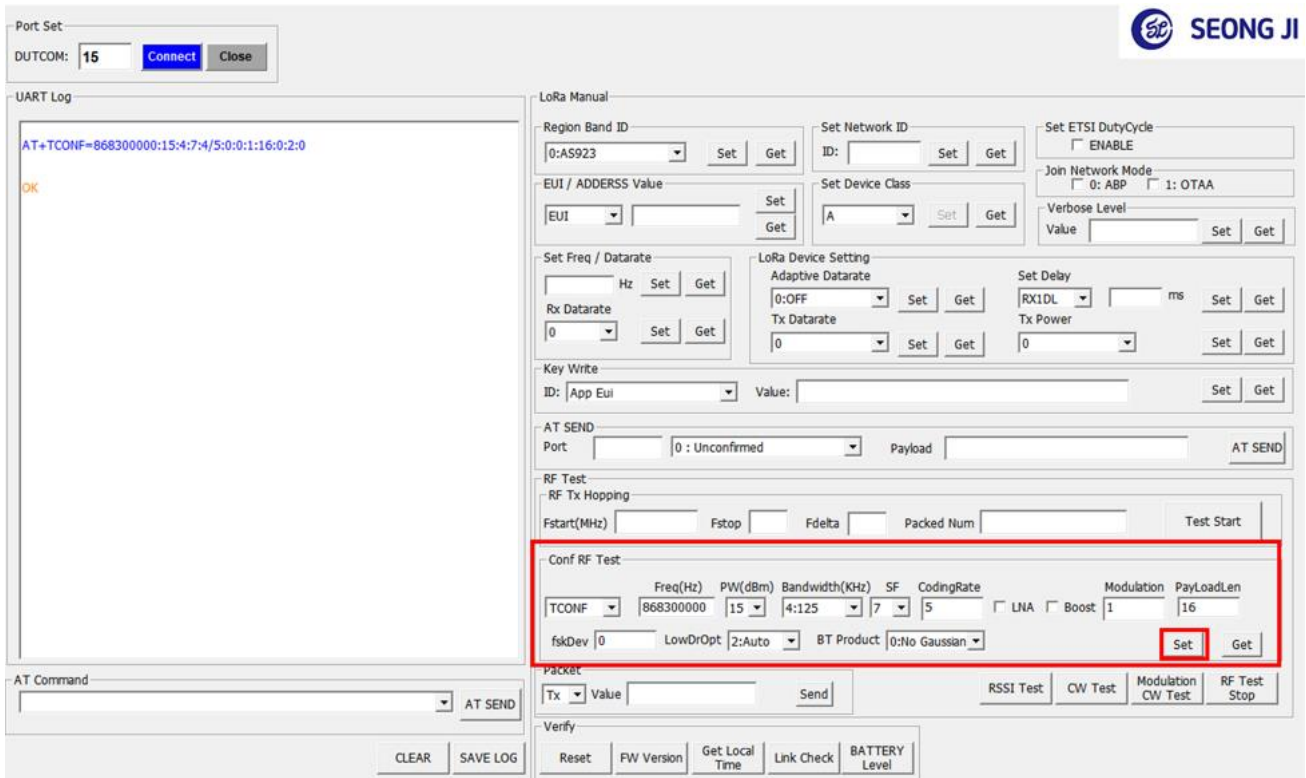 SEONG JI
Port Set
DUTCOM: 15 Connect Close
UART Log
AT+TCONF=868300000:15:4:7:4/5:0:0:1:16:0:2:0
OK
AT Command
AT SEND
CLEAR SAVE LOG
LoRa Manual
Region Band ID
0:AS923 Set Get
Set Network ID
ID: Set Get
Set ETSI DutyCycle
ENABLE
Join Network Mode
0: ABP 1: OTAA
EUI / ADDERSS Value
EUI Set
Get
Set Device Class
A Set Get
Verbose Level
Value Set Get
Set Freq / Datarate
Hz Set Get
Rx Datarate
0 Set Get
LoRa Device Setting
Adaptive Datarate
0:OFF Set Get
Set Delay
RX1DL ms Set Get
Tx Datarate
0 Set Get
Tx Power
0 Set Get
Key Write
ID: App Eui Value: Set Get
AT SEND
Port 0 : Unconfirmed Payload AT SEND
RF Test
RF Tx Hopping
Fstart(MHz) Fstop Fdelta Packed Num Test Start
Conf RF Test
Freq(Hz) PW(dBm) Bandwidth(KHz) SF CodingRate Modulation PayLoadLen
TCONF 868300000 15 4:125 7 5 LNA Boost 1 16
fskDev 0 LowDrOpt 2:Auto BT Product 0:No Gaussian Set Get
Packet
Tx Value Send
RSSI Test CW Test Modulation CW Test RF Test Stop
Verify
Reset FW Version Get Local Time Link Check BATTERY Level